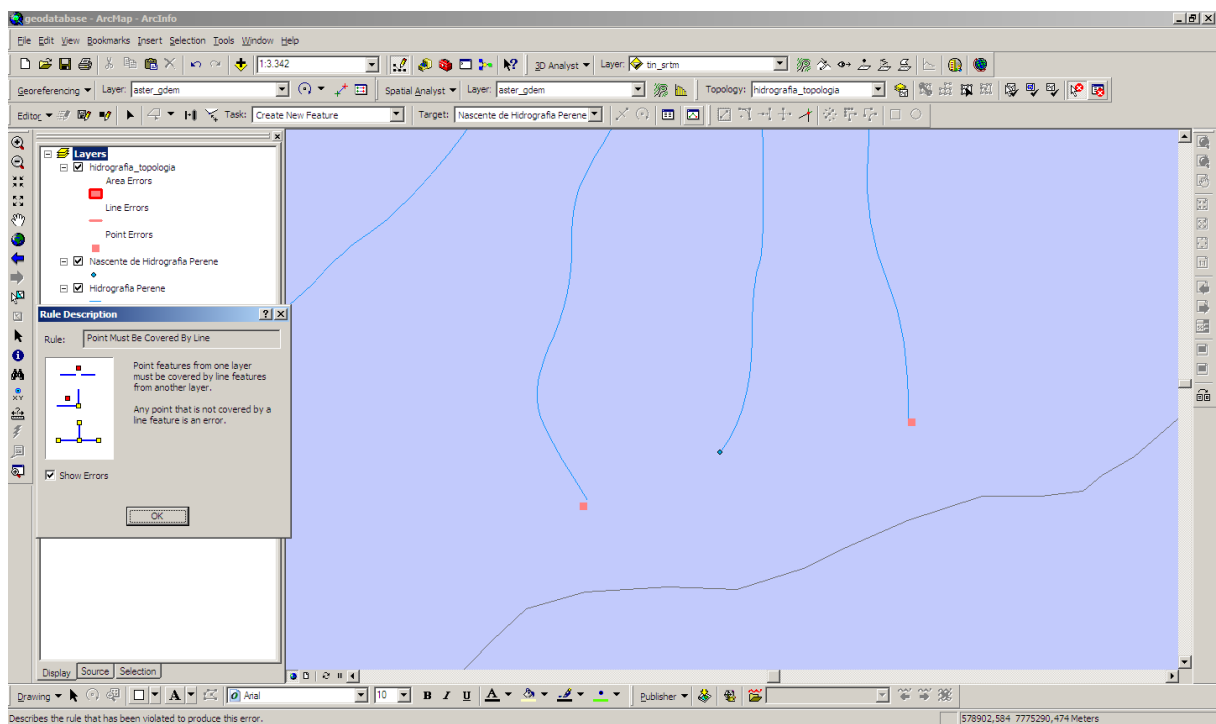 geodatabase - ArcMap - ArcInfo
File Edit View Bookmarks Insert Selection Tools Window Help
1:3.342
3D Analyst Layer: tin_srtm
Georeferencing Layer: aster_gdem
Spatial Analyst Layer: aster_gdem
Topology: hidrografia_topologia
Editor Task: Create New Feature
Target: Nascente de Hidrografia Perene
Layers
hidrografia_topologia
Area Errors
Line Errors
Point Errors
Nascente de Hidrografia Perene
Hidrografia Perene
Rule Description
Rule: Point Must Be Covered By Line
Point features from one layer
must be covered by line features
from another layer.
Any point that is not covered by a
line feature is an error.
Show Errors
OK
Display Source Selection
Drawing A Arial 10 B I U A Publisher
Describes the rule that has been violated to produce this error.
578902,584 7775290,474 Meters